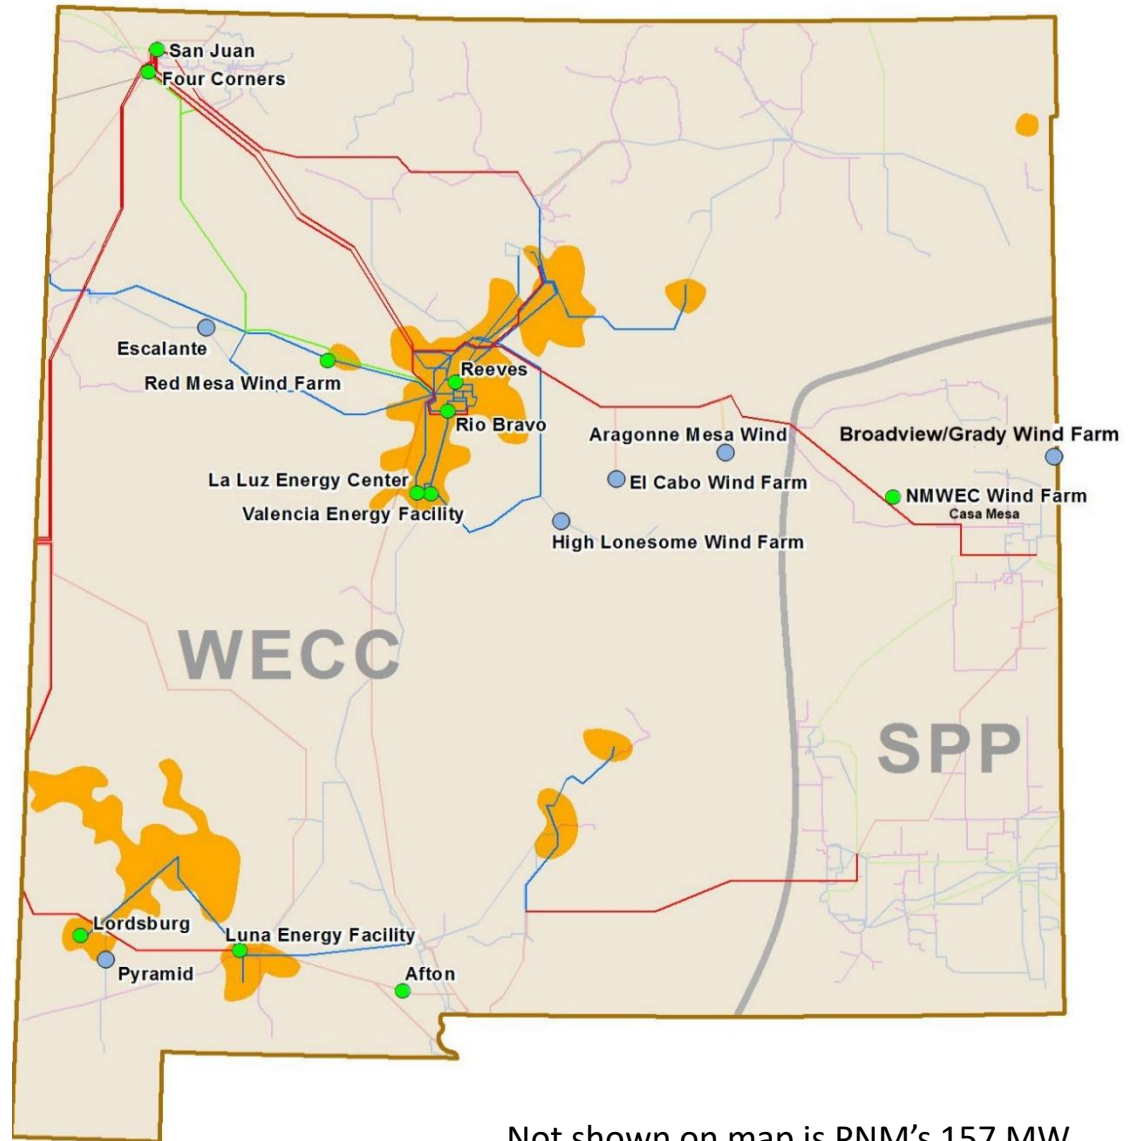 San Juan
Four Corners
Escalante
Red Mesa Wind Farm
Reeves
Rio Bravo
Aragonne Mesa Wind
Broadview/Grady Wind Farm
La Luz Energy Center
El Cabo Wind Farm
NMWEC Wind Farm
Casa Mesa
Valencia Energy Facility
High Lonesome Wind Farm
WECC
SPP
Lordsburg
Luna Energy Facility
Pyramid
Afton
Not shown on map is PNM's 157 MW